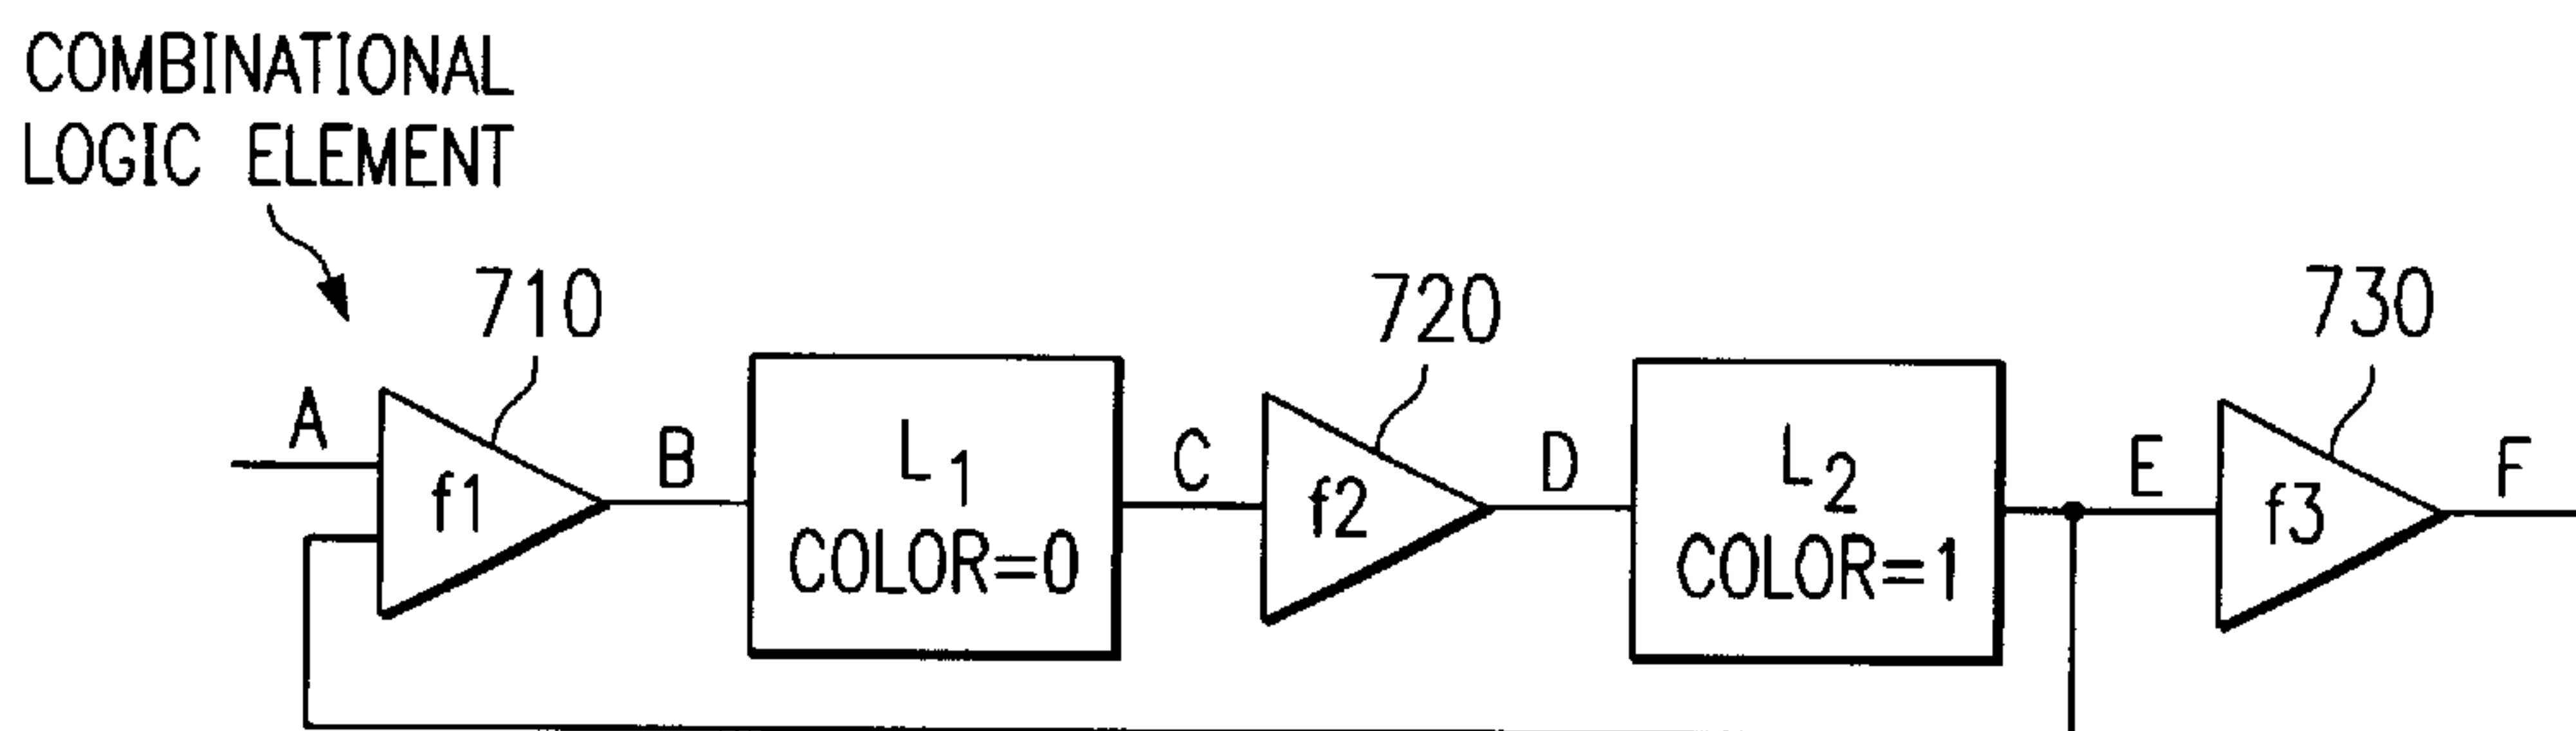 COMBINATIONAL
LOGIC ELEMENT
710
720
730
A
f1
B
L1
COLOR=0
C
f2
D
L2
COLOR=1
E
f3
F